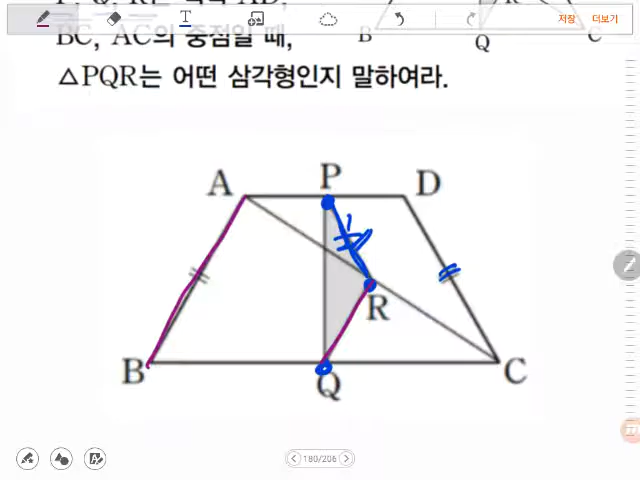 저장 더보기
BC, AC의 중점일 때, B Q C
△PQR는 어떤 삼각형인지 말하여라.
A P D
R
B Q C
180/206